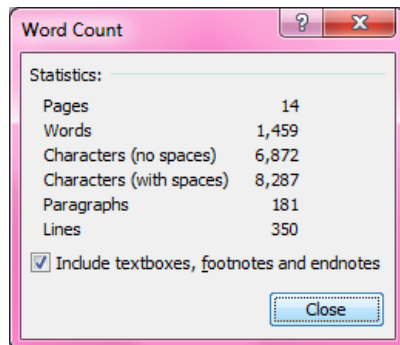 Word Count
Statistics:
Pages 14
Words 1,459
Characters (no spaces) 6,872
Characters (with spaces) 8,287
Paragraphs 181
Lines 350
Include textboxes, footnotes and endnotes
Close